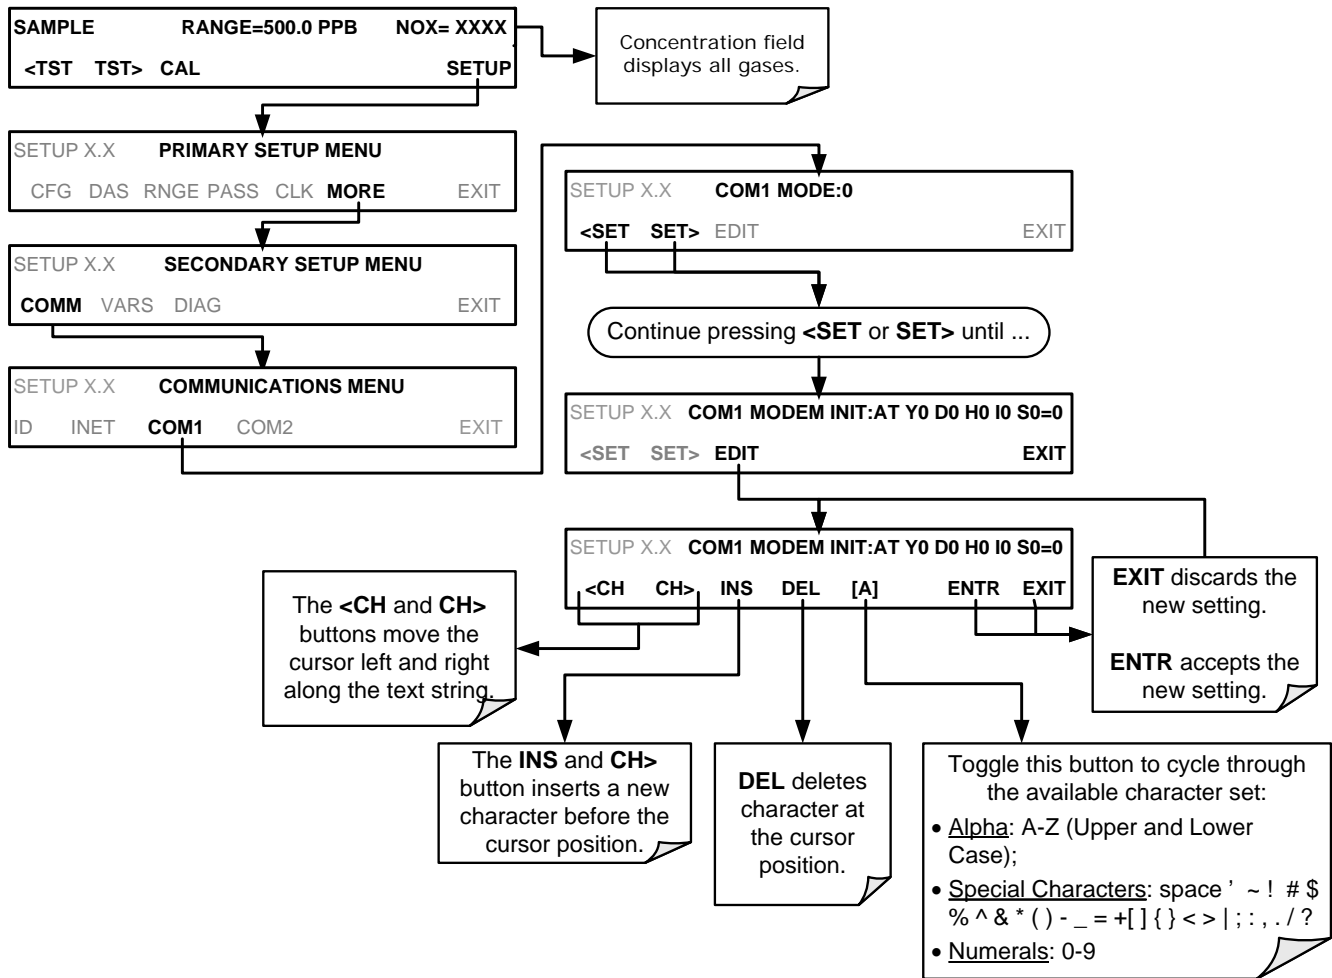 SAMPLE RANGE=500.0 PPB NOX= XXXX
<TST TST> CAL SETUP
Concentration field
displays all gases.
SETUP X.X PRIMARY SETUP MENU
CFG DAS RNGE PASS CLK MORE EXIT
SETUP X.X SECONDARY SETUP MENU
COMM VARS DIAG EXIT
SETUP X.X COMMUNICATIONS MENU
ID INET COM1 COM2 EXIT
SETUP X.X COM1 MODE:0
<SET SET> EDIT EXIT
Continue pressing <SET or SET> until ...
SETUP X.X COM1 MODEM INIT:AT Y0 D0 H0 I0 S0=0
<SET SET> EDIT EXIT
SETUP X.X COM1 MODEM INIT:AT Y0 D0 H0 I0 S0=0
<CH CH> INS DEL [A] ENTR EXIT
EXIT discards the
new setting.
ENTR accepts the
new setting.
The <CH and CH>
buttons move the
cursor left and right
along the text string.
The INS and CH>
button inserts a new
character before the
cursor position.
DEL deletes
character at
the cursor
position.
Toggle this button to cycle through
the available character set:
• Alpha: A-Z (Upper and Lower
Case);
• Special Characters: space ' ~ ! # $
% ^ & * ( ) - _ = +[ ] { } < > | ; : , . / ?
• Numerals: 0-9